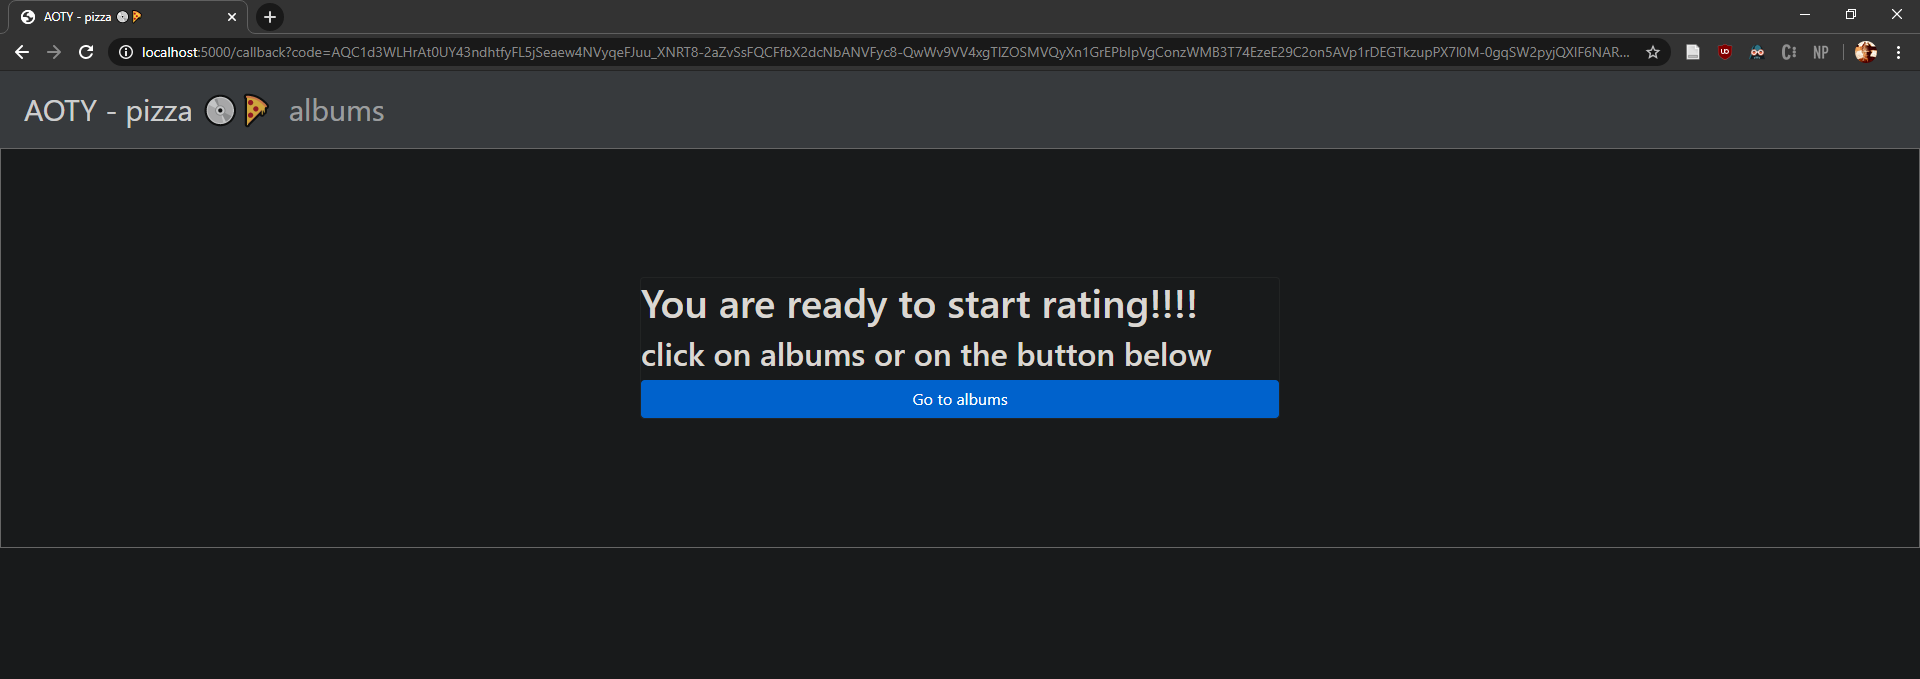 AOTY - pizza 💿🍕
localhost:5000/callback?code=AQC1d3WLHrAt0UY43ndhtfyFL5jSeaew4NVyqeFJuu_XNRT8-2aZvSsFQCFfbX2dcNbANVFyc8-QwWv9VV4xgTIZOSMVQyXn1GrEPbIpVgConzWMB3T74EzeE29C2on5AVp1rDEGTkzupPX7I0M-0gqSW2pyjQXIF6NAR...
NP
AOTY - pizza 💿🍕 albums
You are ready to start rating!!!!
click on albums or on the button below
Go to albums